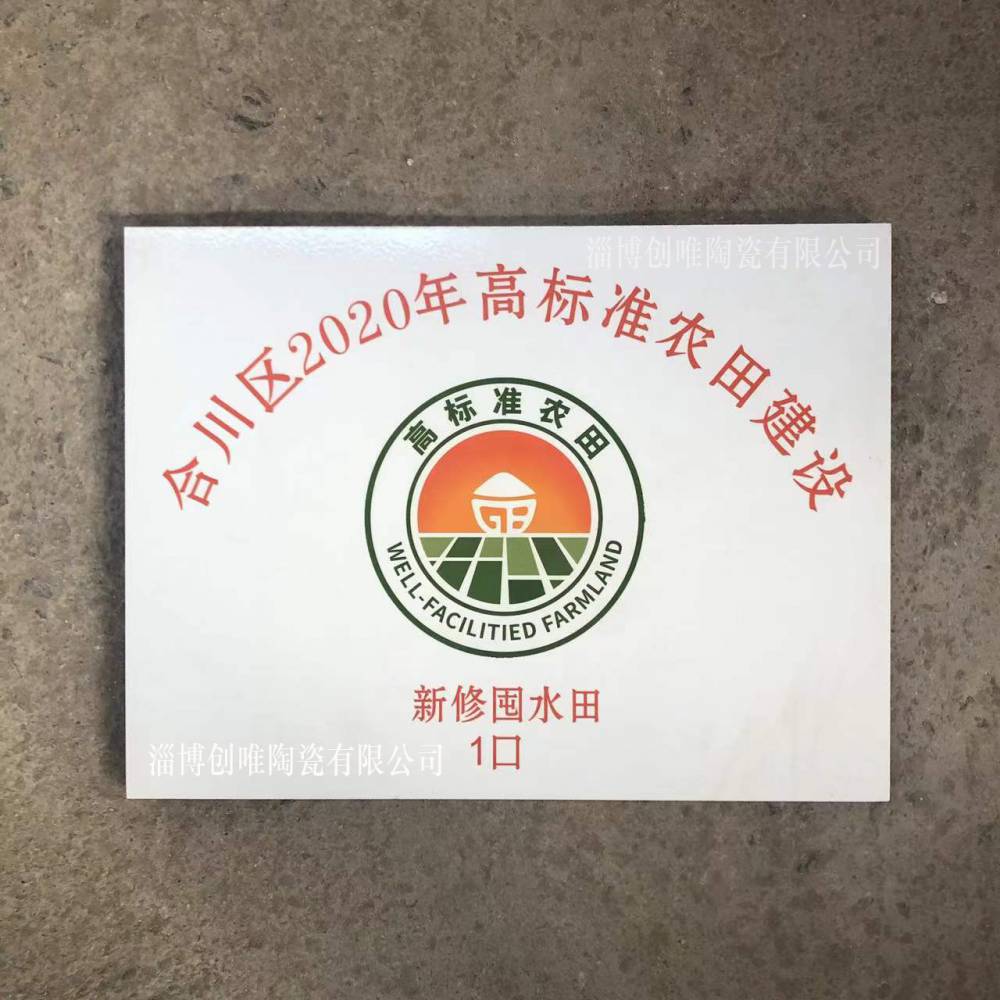 淄博创唯陶瓷有限公司
合川区2020年高标准农田建设
高标准农田
WELL-FACILITIED FARMLAND
新修囤水田
1口
淄博创唯陶瓷有限公司